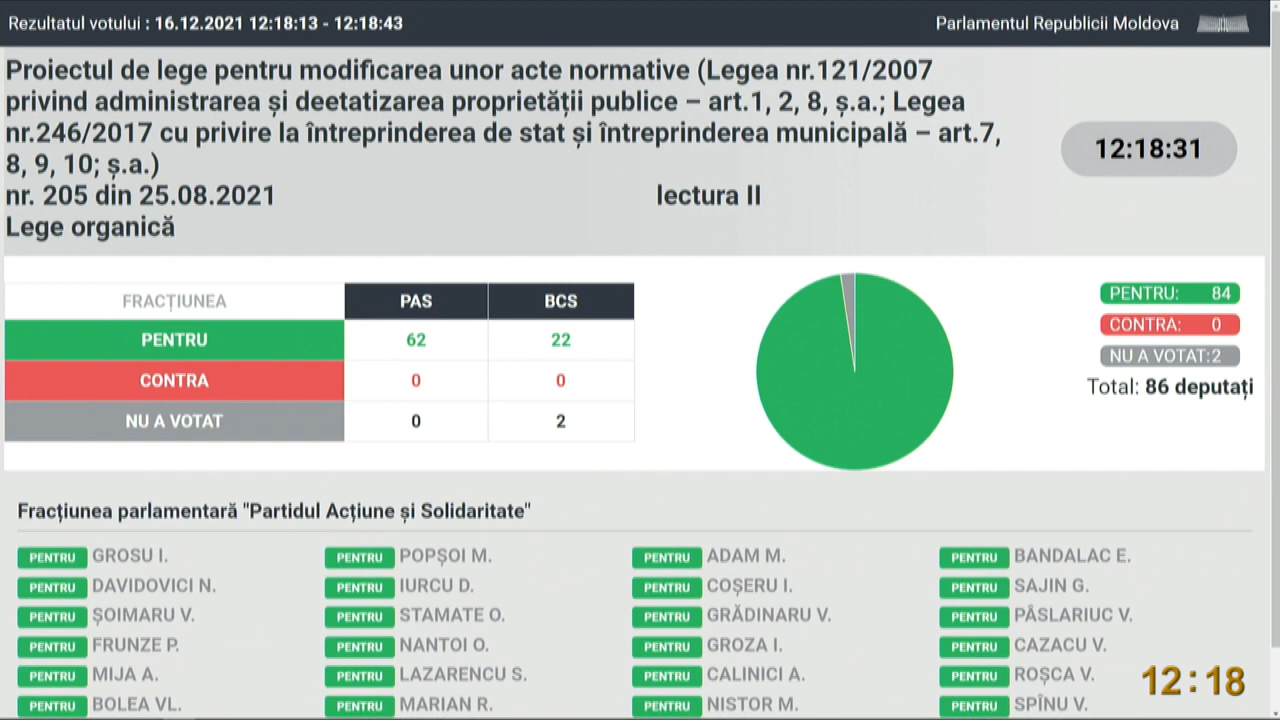 Rezultatul votului : 16.12.2021 12:18:13 - 12:18:43
Parlamentul Republicii Moldova
Proiectul de lege pentru modificarea unor acte normative (Legea nr.121/2007
privind administrarea și deetatizarea proprietății publice – art.1, 2, 8, ș.a.; Legea
nr.246/2017 cu privire la întreprinderea de stat și întreprinderea municipală – art.7,
8, 9, 10; ș.a.)
12:18:31
nr. 205 din 25.08.2021 lectura II
Lege organică
FRACȚIUNEA PAS BCS
PENTRU 62 22
CONTRA 0 0
NU A VOTAT 0 2
PENTRU: 84
CONTRA: 0
NU A VOTAT:2
Total: 86 deputați
Fracțiunea parlamentară "Partidul Acțiune și Solidaritate"
PENTRU GROSU I. PENTRU POPȘOI M. PENTRU ADAM M. PENTRU BANDALAC E.
PENTRU DAVIDOVICI N. PENTRU IURCU D. PENTRU COȘERU I. PENTRU SAJIN G.
PENTRU ȘOIMARU V. PENTRU STAMATE O. PENTRU GRĂDINARU V. PENTRU PÂSLARIUC V.
PENTRU FRUNZE P. PENTRU NANTOI O. PENTRU GROZA I. PENTRU CAZACU V.
PENTRU MIJA A. PENTRU LAZARENCU S. PENTRU CALINICI A. PENTRU ROȘCA V.
PENTRU BOLEA VL. PENTRU MARIAN R. PENTRU NISTOR M. PENTRU SPÎNU V.
12:18